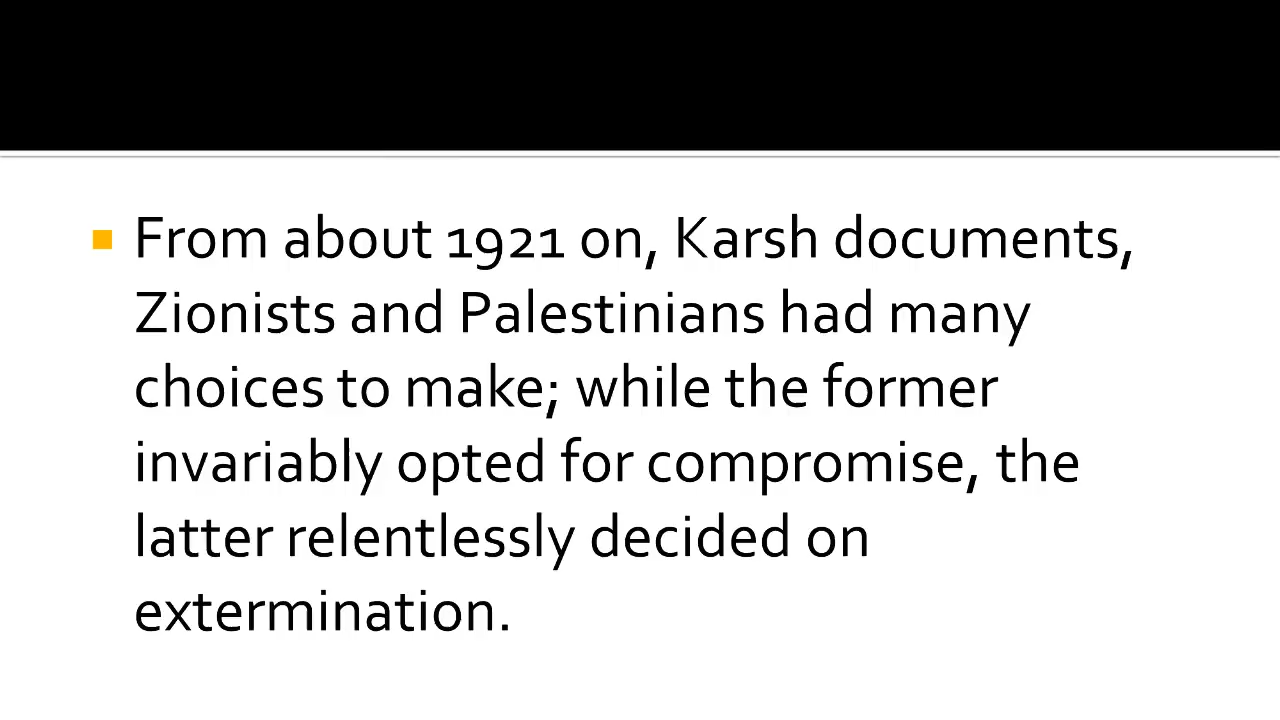 From about 1921 on, Karsh documents,
Zionists and Palestinians had many
choices to make; while the former
invariably opted for compromise, the
latter relentlessly decided on
extermination.